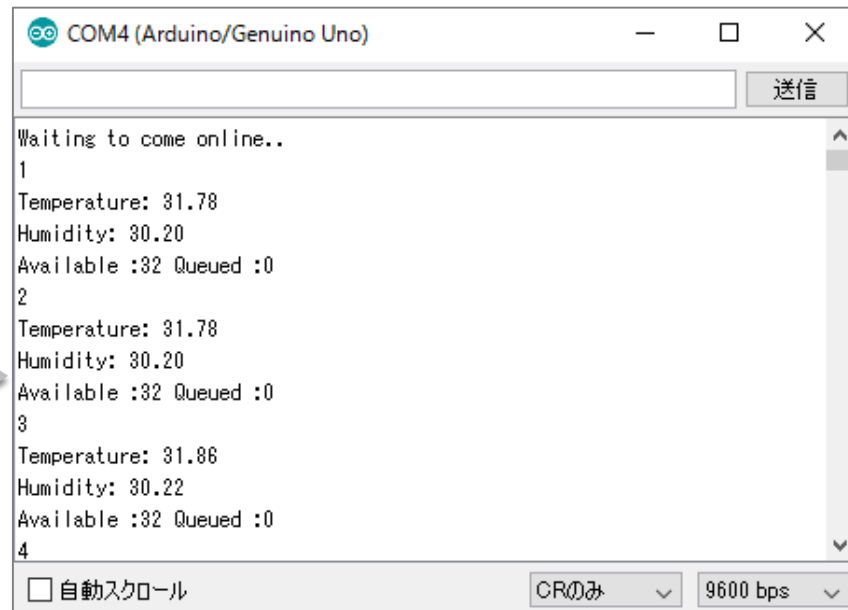 COM4 (Arduino/Genuino Uno)
送信
Waiting to come online..
1
Temperature: 31.78
Humidity: 30.20
Available :32 Queued :0
2
Temperature: 31.78
Humidity: 30.20
Available :32 Queued :0
3
Temperature: 31.86
Humidity: 30.22
Available :32 Queued :0
4
自動スクロール CRのみ 9600 bps